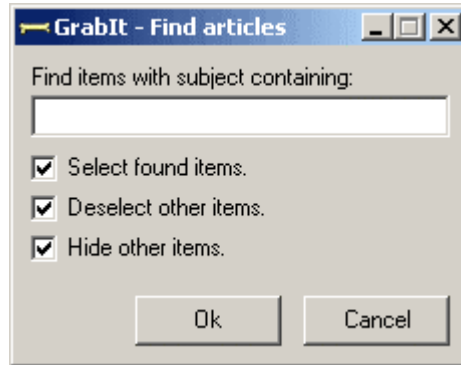 GrabIt - Find articles
Find items with subject containing:
Select found items.
Deselect other items.
Hide other items.
Ok Cancel